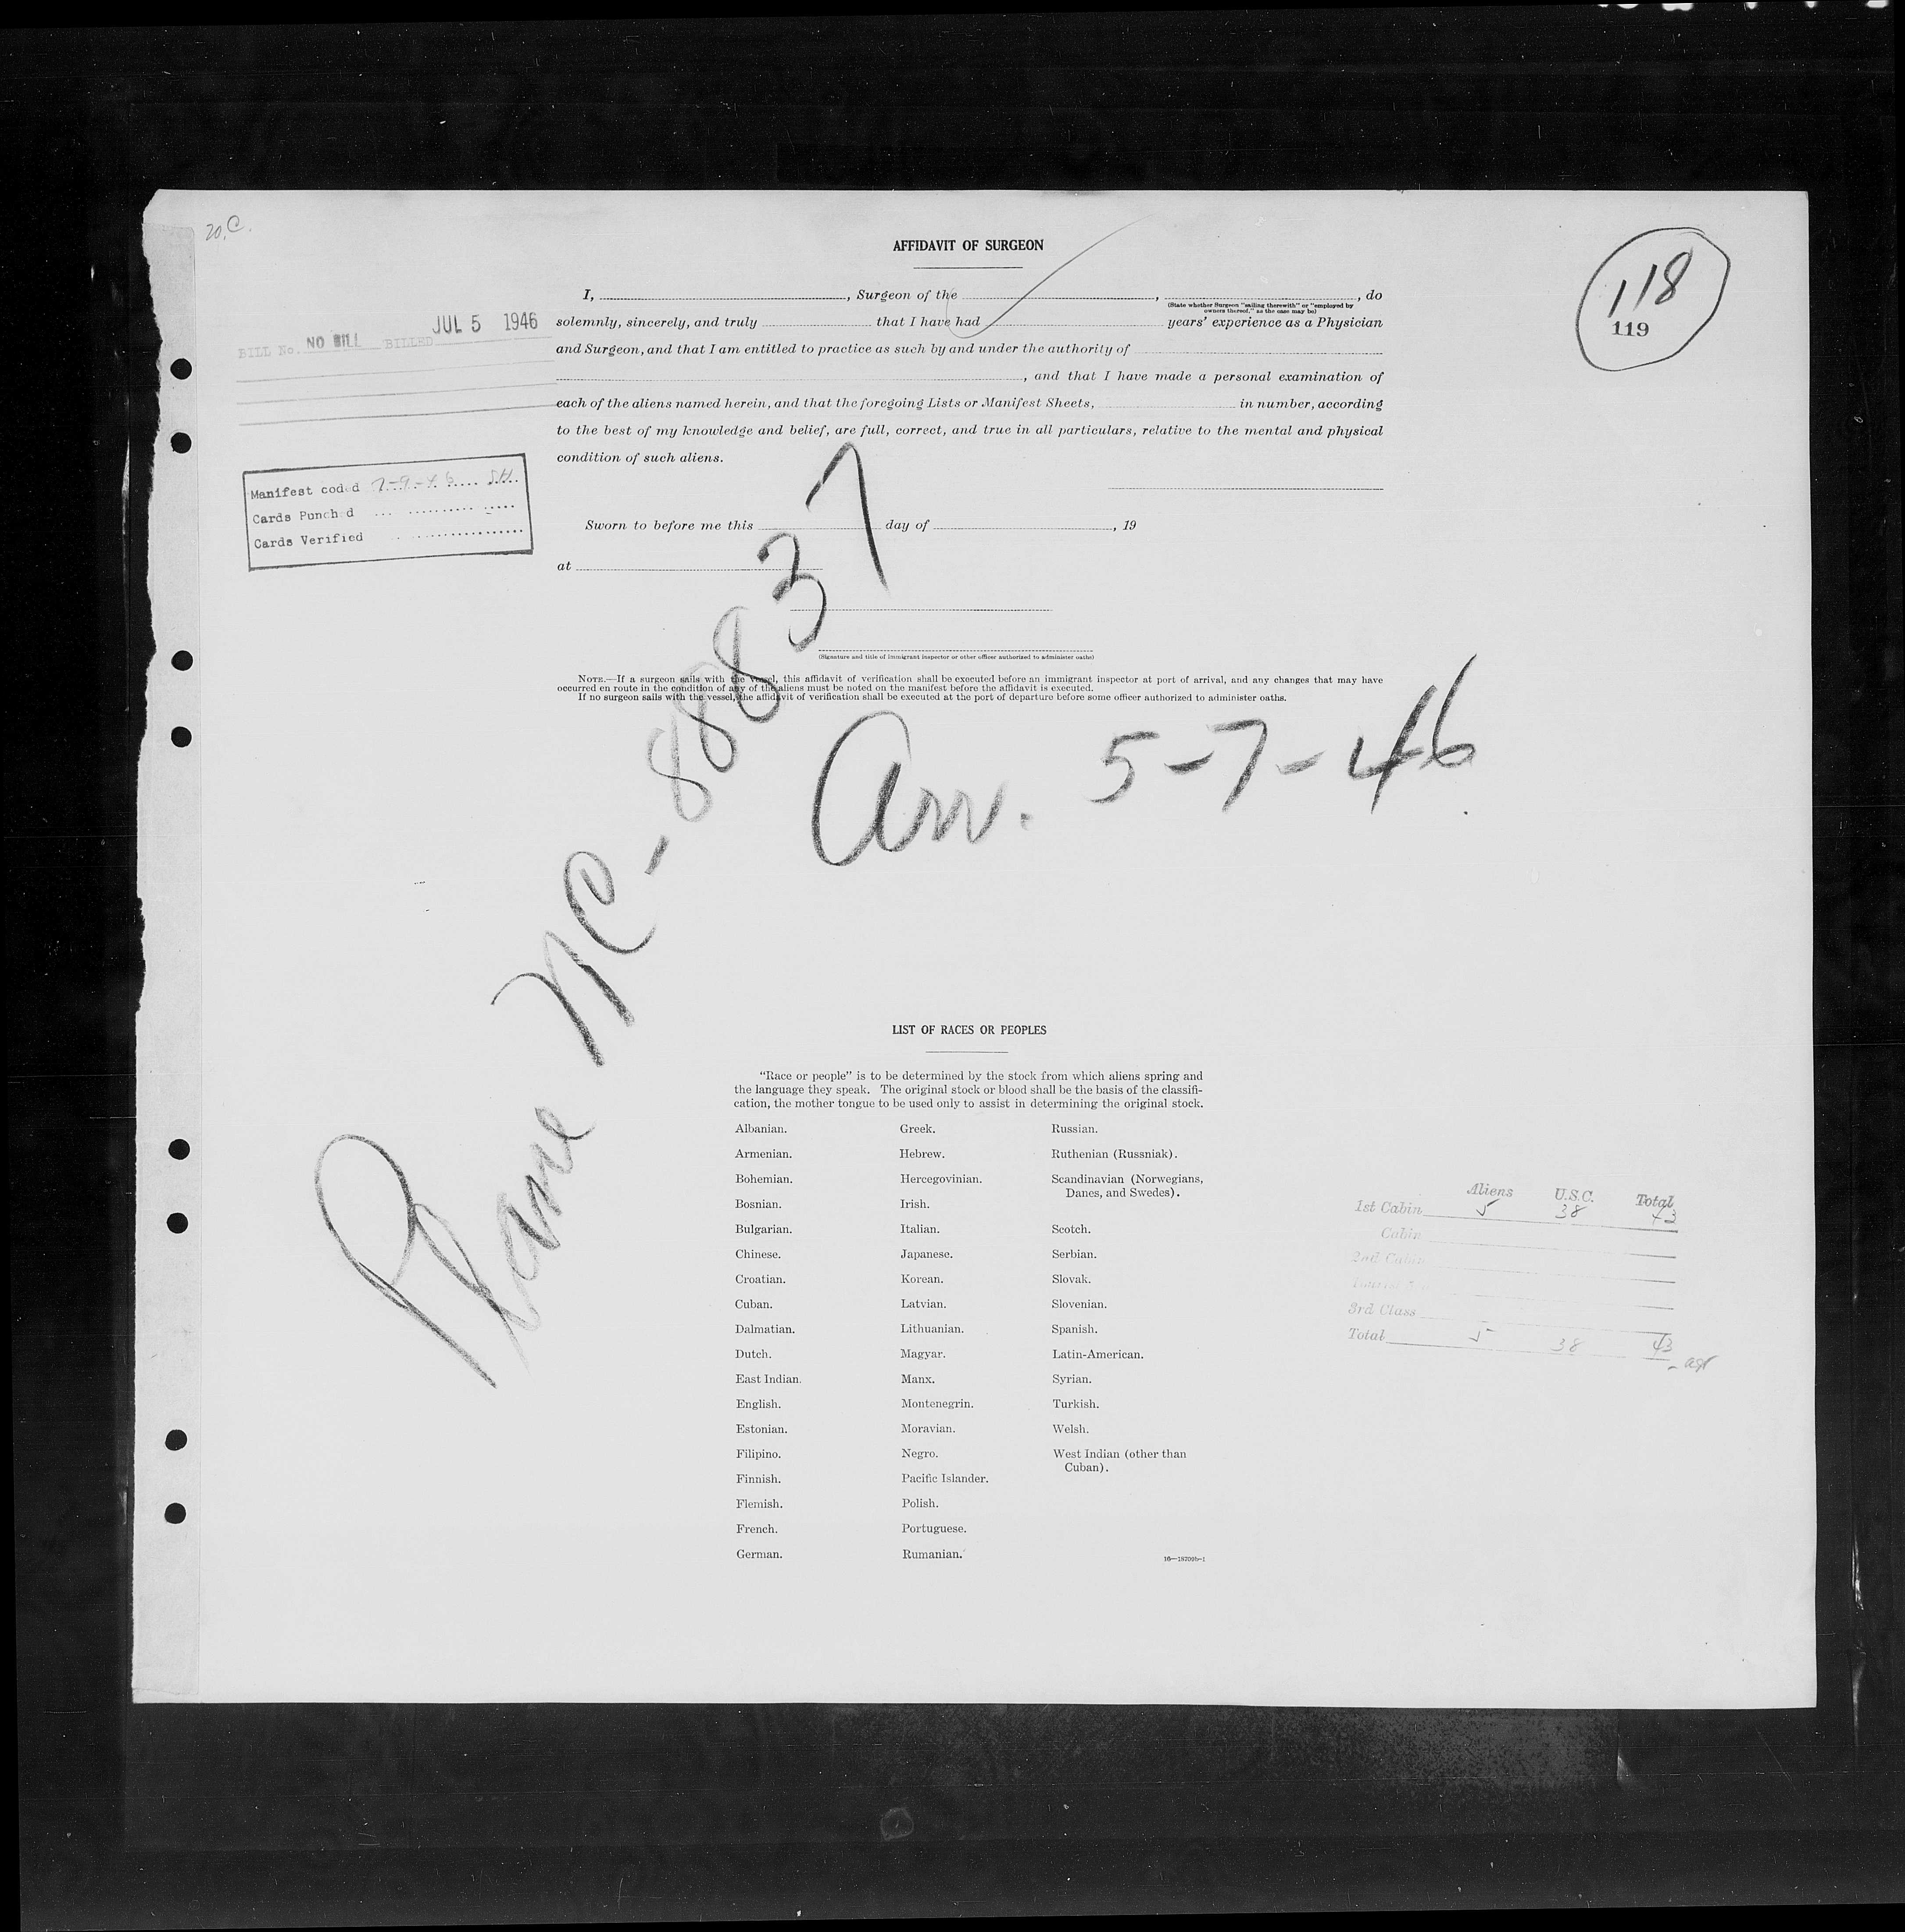 20.C.
118
119
AFFIDAVIT OF SURGEON
I, , Surgeon of the , , do
(State whether Surgeon "sailing therewith" or "employed by
owners thereof," as the case may be)
solemnly, sincerely, and truly that I have had years' experience as a Physician
and Surgeon, and that I am entitled to practice as such by and under the authority of
, and that I have made a personal examination of
each of the aliens named herein, and that the foregoing Lists or Manifest Sheets, in number, according
to the best of my knowledge and belief, are full, correct, and true in all particulars, relative to the mental and physical
condition of such aliens.
BILL No. NO BILL BILLED JUL 5 1946
Manifest coded 7-9-46 S.H.
Cards Punched
Cards Verified
Sworn to before me this day of , 19
at
(Signature and title of immigrant inspector or other officer authorized to administer oaths)
NOTE.—If a surgeon sails with the vessel, this affidavit of verification shall be executed before an immigrant inspector at port of arrival, and any changes that may have
occurred en route in the condition of any of the aliens must be noted on the manifest before the affidavit is executed.
If no surgeon sails with the vessel, the affidavit of verification shall be executed at the port of departure before some officer authorized to administer oaths.
Plane NC-88837
Arr. 5-7-46
LIST OF RACES OR PEOPLES
"Race or people" is to be determined by the stock from which aliens spring and
the language they speak. The original stock or blood shall be the basis of the classifi-
cation, the mother tongue to be used only to assist in determining the original stock.
Albanian.
Armenian.
Bohemian.
Bosnian.
Bulgarian.
Chinese.
Croatian.
Cuban.
Dalmatian.
Dutch.
East Indian.
English.
Estonian.
Filipino.
Finnish.
Flemish.
French.
German.
Greek.
Hebrew.
Hercegovinian.
Irish.
Italian.
Japanese.
Korean.
Latvian.
Lithuanian.
Magyar.
Manx.
Montenegrin.
Moravian.
Negro.
Pacific Islander.
Polish.
Portuguese.
Rumanian.
Russian.
Ruthenian (Russniak).
Scandinavian (Norwegians,
Danes, and Swedes).
Scotch.
Serbian.
Slovak.
Slovenian.
Spanish.
Latin-American.
Syrian.
Turkish.
Welsh.
West Indian (other than
Cuban).
16—18700b-1
Aliens U.S.C. Total
1st Cabin 5 38 43
Cabin
2nd Cabin
3rd Class
Total 5 38 43